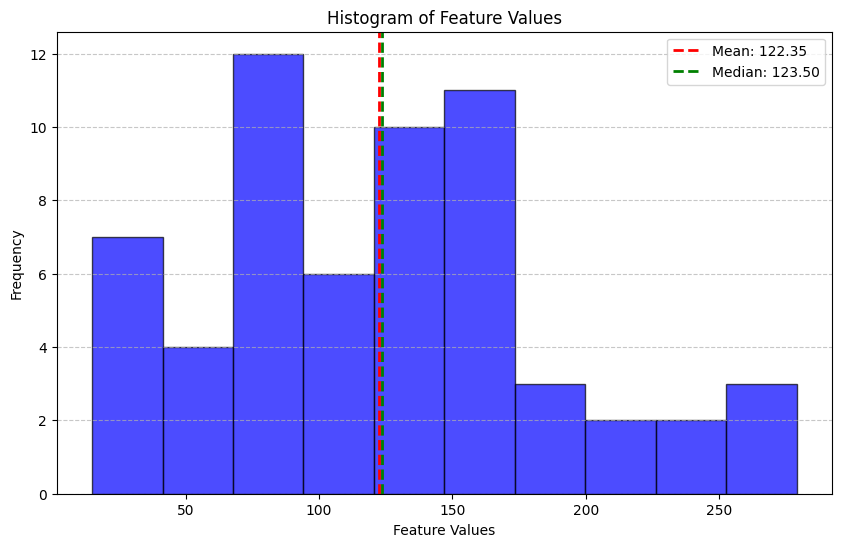 Histogram of Feature Values
Mean: 122.35
Median: 123.50
Frequency
12
10
8
6
4
2
0
50 100 150 200 250
Feature Values